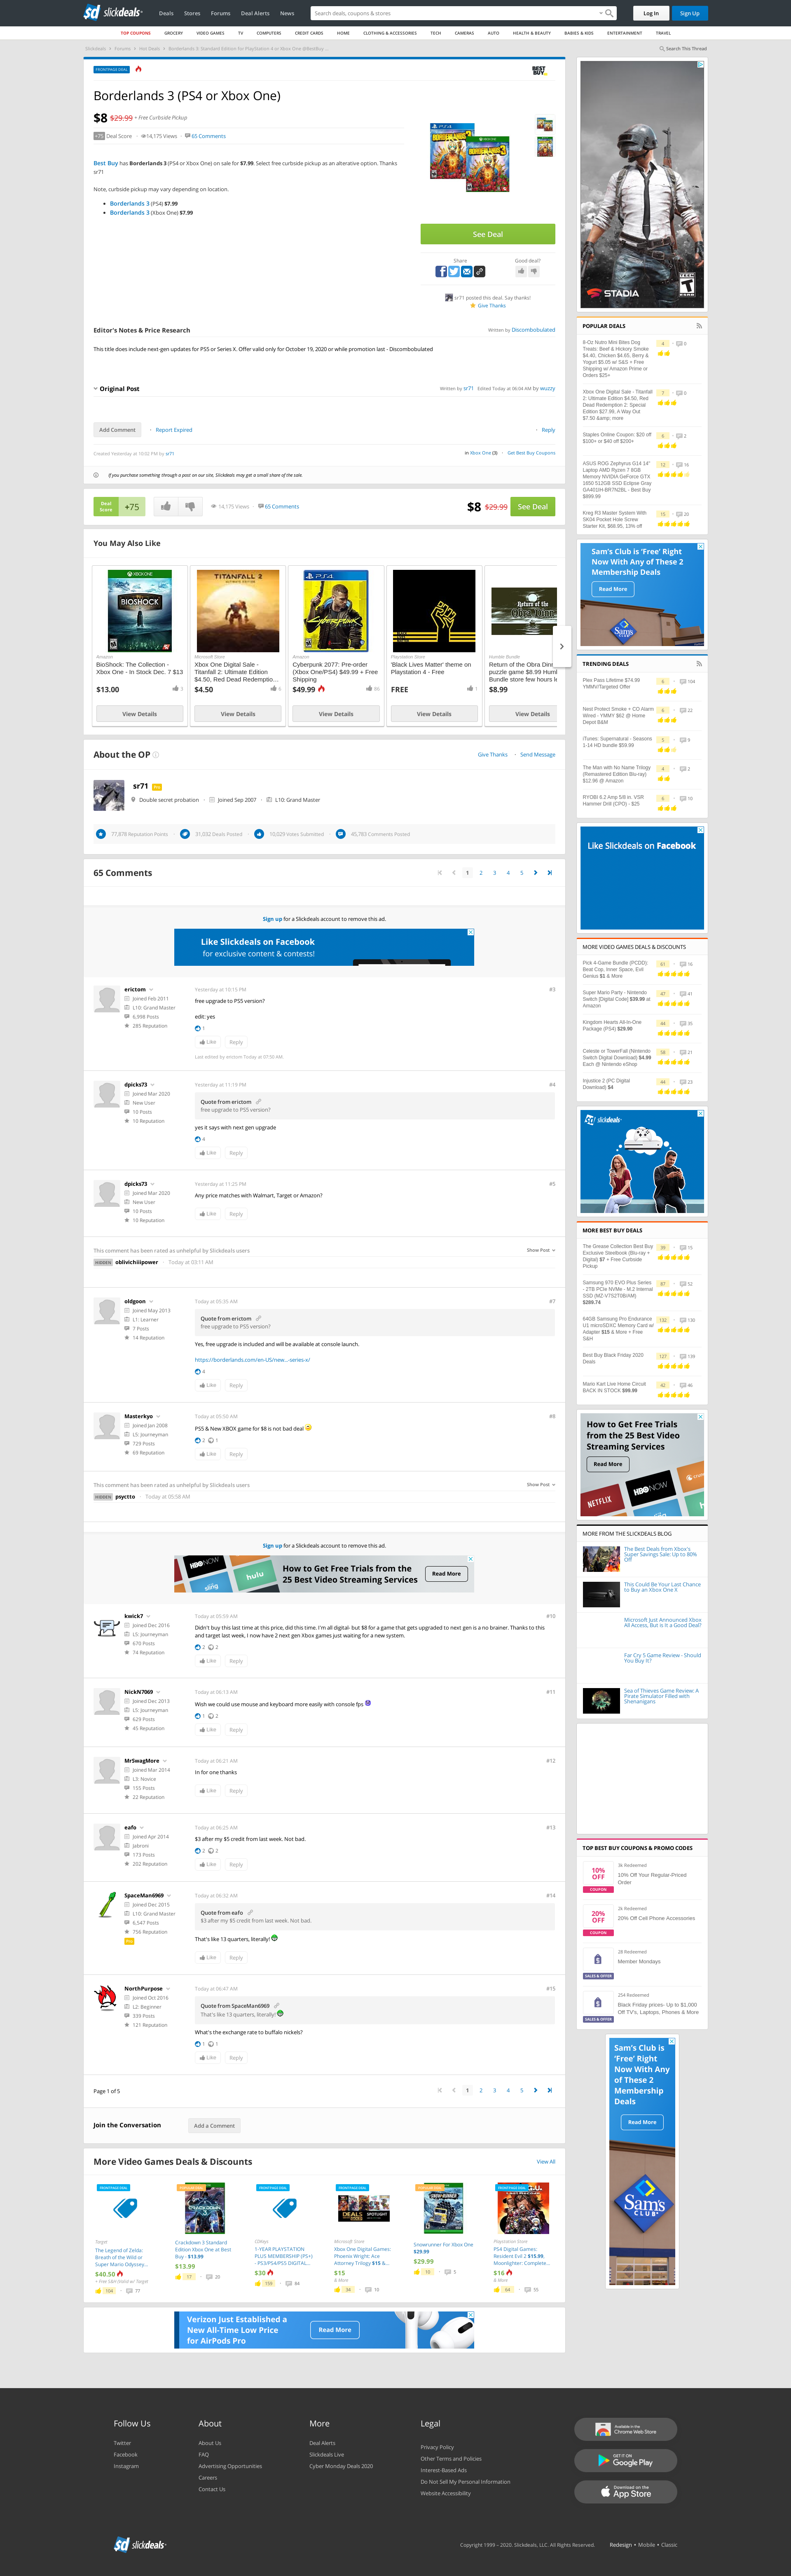 slickdeals
Deals Stores Forums Deal Alerts News
Search deals, coupons & stores
Log In
Sign Up
TOP COUPONS GROCERY VIDEO GAMES TV COMPUTERS CREDIT CARDS HOME CLOTHING & ACCESSORIES TECH CAMERAS AUTO HEALTH & BEAUTY BABIES & KIDS ENTERTAINMENT TRAVEL
Search This Thread
FRONTPAGE DEAL
BEST BUY
Borderlands 3 (PS4 or Xbox One)
$8 $29.99 + Free Curbside Pickup
+75 Deal Score 14,175 Views 65 Comments
Best Buy has Borderlands 3 (PS4 or Xbox One) on sale for $7.99. Select free curbside pickup as an alterative option. Thanks
sr71
Note, curbside pickup may vary depending on location.
Borderlands 3 (PS4) $7.99
Borderlands 3 (Xbox One) $7.99
See Deal
Share
Good deal?
sr71 posted this deal. Say thanks!
Give Thanks
Editor's Notes & Price Research
Written by Discombobulated
This title does include next-gen updates for PS5 or Series X. Offer valid only for October 19, 2020 or while promotion last - Discombobulated
Original Post
Written by sr71 Edited Today at 06:04 AM by wuzzy
Add Comment
Report Expired
Reply
Created Yesterday at 10:02 PM by sr71
in Xbox One (3) Get Best Buy Coupons
If you purchase something through a post on our site, Slickdeals may get a small share of the sale.
Deal Score +75
14,175 Views 65 Comments
$8 $29.99 See Deal
You May Also Like
Amazon
BioShock: The Collection - Xbox One - In Stock Dec. 7 $13
$13.00
View Details
Microsoft Store
Xbox One Digital Sale - Titanfall 2: Ultimate Edition $4.50, Red Dead Redemptio...
$4.50
View Details
Amazon
Cyberpunk 2077: Pre-order (Xbox One/PS4) $49.99 + Free Shipping
$49.99
View Details
Playstation Store
'Black Lives Matter' theme on Playstation 4 - Free
FREE
View Details
Humble Bundle
Return of the Obra Din
puzzle game $8.99 Hum
Bundle store few hours l
$8.99
View Details
About the OP
Give Thanks Send Message
sr71
Double secret probation Joined Sep 2007 L10: Grand Master
77,878 Reputation Points 31,032 Deals Posted 10,029 Votes Submitted 45,783 Comments Posted
65 Comments
1 2 3 4 5
Sign up for a Slickdeals account to remove this ad.
Like Slickdeals on Facebook
for exclusive content & contests!
erictom
Joined Feb 2011
L10: Grand Master
6,998 Posts
285 Reputation
Yesterday at 10:15 PM #3
free upgrade to PS5 version?
edit: yes
1
Like Reply
Last edited by erictom Today at 07:50 AM
dpicks73
Joined Mar 2020
New User
10 Posts
10 Reputation
Yesterday at 11:19 PM #4
Quote from erictom
free upgrade to PS5 version?
yes it says with next gen upgrade
4
Like Reply
dpicks73
Joined Mar 2020
New User
10 Posts
10 Reputation
Yesterday at 11:25 PM #5
Any price matches with Walmart, Target or Amazon?
Like Reply
This comment has been rated as unhelpful by Slickdeals users
Show Post
HIDDEN oblivichiiipower Today at 03:11 AM
oldgoon
Joined May 2013
L1: Learner
7 Posts
14 Reputation
Today at 05:35 AM #7
Quote from erictom
free upgrade to PS5 version?
Yes, free upgrade is included and will be available at console launch.
https://borderlands.com/en-US/new...-series-x/
4
Like Reply
Masterkyo
Joined Jan 2008
L5: Journeyman
729 Posts
69 Reputation
Today at 05:50 AM #8
PS5 & New XBOX game for $8 is not bad deal
2 1
Like Reply
This comment has been rated as unhelpful by Slickdeals users
Show Post
HIDDEN psyctto Today at 05:58 AM
Sign up for a Slickdeals account to remove this ad.
How to Get Free Trials from the
25 Best Video Streaming Services
Read More
kwick7
Joined Dec 2016
L5: Journeyman
670 Posts
74 Reputation
Today at 05:59 AM #10
Didn't buy this last time at this price, did this time. I'm all digital- but $8 for a game that gets upgraded to next gen is a no brainer. Thanks to this
and target last week, I now have 2 next gen Xbox games just waiting for a new system.
2 2
Like Reply
NickN7069
Joined Dec 2013
L5: Journeyman
629 Posts
45 Reputation
Today at 06:13 AM #11
Wish we could use mouse and keyboard more easily with console fps
1 2
Like Reply
MrSwagMore
Joined Mar 2014
L3: Novice
155 Posts
22 Reputation
Today at 06:21 AM #12
In for one thanks
Like Reply
eafo
Joined Apr 2014
Jabroni
173 Posts
202 Reputation
Today at 06:25 AM #13
$3 after my $5 credit from last week. Not bad.
2 2
Like Reply
SpaceMan6969
Joined Dec 2015
L10: Grand Master
6,547 Posts
756 Reputation
Today at 06:32 AM #14
Quote from eafo
$3 after my $5 credit from last week. Not bad.
That's like 13 quarters, literally!
Like Reply
NorthPurpose
Joined Oct 2016
L2: Beginner
339 Posts
121 Reputation
Today at 06:47 AM #15
Quote from SpaceMan6969
That's like 13 quarters, literally!
What's the exchange rate to buffalo nickels?
1 1
Like Reply
Page 1 of 5
1 2 3 4 5
Join the Conversation
Add a Comment
More Video Games Deals & Discounts
View All
Target
The Legend of Zelda: Breath of the Wild or Super Mario Odyssey...
$40.50
104 77
Crackdown 3 Standard Edition Xbox One at Best Buy - $13.99
$13.99
17 20
CDKeys
1-YEAR PLAYSTATION PLUS MEMBERSHIP (PS+) - PS3/PS4/PS5 DIGITAL...
$30
Microsoft Store
Xbox One Digital Games: Phoenix Wright: Ace Attorney Trilogy $15 &...
$15
& More
34 10
Snowrunner For Xbox One $29.99
$29.99
10 5
Playstation Store
PS4 Digital Games: Resident Evil 2 $15.99, Moonlighter: Complete...
$16
& More
64 55
Verizon Just Established a
New All-Time Low Price
for AirPods Pro
Read More
STADIA
POPULAR DEALS
8-Oz Nutro Mini Bites Dog Treats: Beef & Hickory Smoke $4.40, Chicken $4.65, Berry & Yogurt $5.05 w/ S&S + Free Shipping w/ Amazon Prime or Orders $25+
4 0
Xbox One Digital Sale - Titanfall 2: Ultimate Edition $4.50, Red Dead Redemption 2: Special Edition $27.99, A Way Out $7.50 &amp; more
7 0
Staples Online Coupon: $20 off $100+ or $40 off $200+
6 2
ASUS ROG Zephyrus G14 14" Laptop AMD Ryzen 7 8GB Memory NVIDIA GeForce GTX 1650 512GB SSD Eclipse Gray GA401IH-BR7N2BL - Best Buy $899.99
12 16
Kreg R3 Master System With SK04 Pocket Hole Screw Starter Kit, $68.95, 13% off
15 20
Sam's Club is 'Free' Right
Now With Any of These 2
Membership Deals
Read More
TRENDING DEALS
Plex Pass Lifetime $74.99 YMMV/Targeted Offer
6 104
Nest Protect Smoke + CO Alarm Wired - YMMV $62 @ Home Depot B&M
6 22
iTunes: Supernatural - Seasons 1-14 HD bundle $59.99
5 9
The Man with No Name Trilogy (Remastered Edition Blu-ray) $12.96 @ Amazon
4 2
RYOBI 6.2 Amp 5/8 in. VSR Hammer Drill (CPO) - $25
6 10
Like Slickdeals on Facebook
MORE VIDEO GAMES DEALS & DISCOUNTS
Pick 4-Game Bundle (PCDD): Beat Cop, Inner Space, Evil Genius $1 & More
61 16
Super Mario Party - Nintendo Switch [Digital Code] $39.99 at Amazon
47 41
Kingdom Hearts All-In-One Package (PS4) $29.90
44 35
Celeste or TowerFall (Nintendo Switch Digital Download) $4.99 Each @ Nintendo eShop
58 21
Injustice 2 (PC Digital Download) $4
44 23
slickdeals
MORE BEST BUY DEALS
The Grease Collection Best Buy Exclusive Steelbook (Blu-ray + Digital) $7 + Free Curbside Pickup
39 15
Samsung 870 EVO Plus Series - 2TB PCIe NVMe - M.2 Internal SSD (MZ-V7S2T0B/AM) $269.74
87 52
64GB Samsung Pro Endurance U1 microSDXC Memory Card w/ Adapter $15 & More + Free S&H
132 130
Best Buy Black Friday 2020 Deals
127 139
Mario Kart Live Home Circuit BACK IN STOCK $99.99
62 46
How to Get Free Trials
from the 25 Best Video
Streaming Services
Read More
MORE FROM THE SLICKDEALS BLOG
The Best Deals from Xbox's Super Savings Sale: Up to 80% Off
This Could Be Your Last Chance to Buy an Xbox One X
Microsoft Just Announced Xbox All Access, But Is It a Good Deal?
Far Cry 5 Game Review - Should You Buy It?
Sea of Thieves Game Review: A Pirate Simulator Filled with Shenanigans
TOP BEST BUY COUPONS & PROMO CODES
10% OFF COUPON
3k Redeemed
10% Off Your Regular-Priced Order
20% OFF COUPON
2k Redeemed
20% Off Cell Phone Accessories
SALES & OFFER
28 Redeemed
Member Mondays
SALES & OFFER
254 Redeemed
Black Friday prices- Up to $1,000 Off TV's, Laptops, Phones & More
Sam's Club is 'Free' Right Now With Any of These 2 Membership Deals
Read More
Sam's CLUB
Follow Us
Twitter
Facebook
Instagram
About
About Us
FAQ
Advertising Opportunities
Careers
Contact Us
More
Deal Alerts
Slickdeals Live
Cyber Monday Deals 2020
Legal
Privacy Policy
Other Terms and Policies
Interest-Based Ads
Do Not Sell My Personal Information
Website Accessibility
Available in the Chrome Web Store
GET IT ON Google Play
Download on the App Store
slickdeals
Copyright 1999 - 2020. Slickdeals, LLC. All Rights Reserved. Redesign • Mobile • Classic